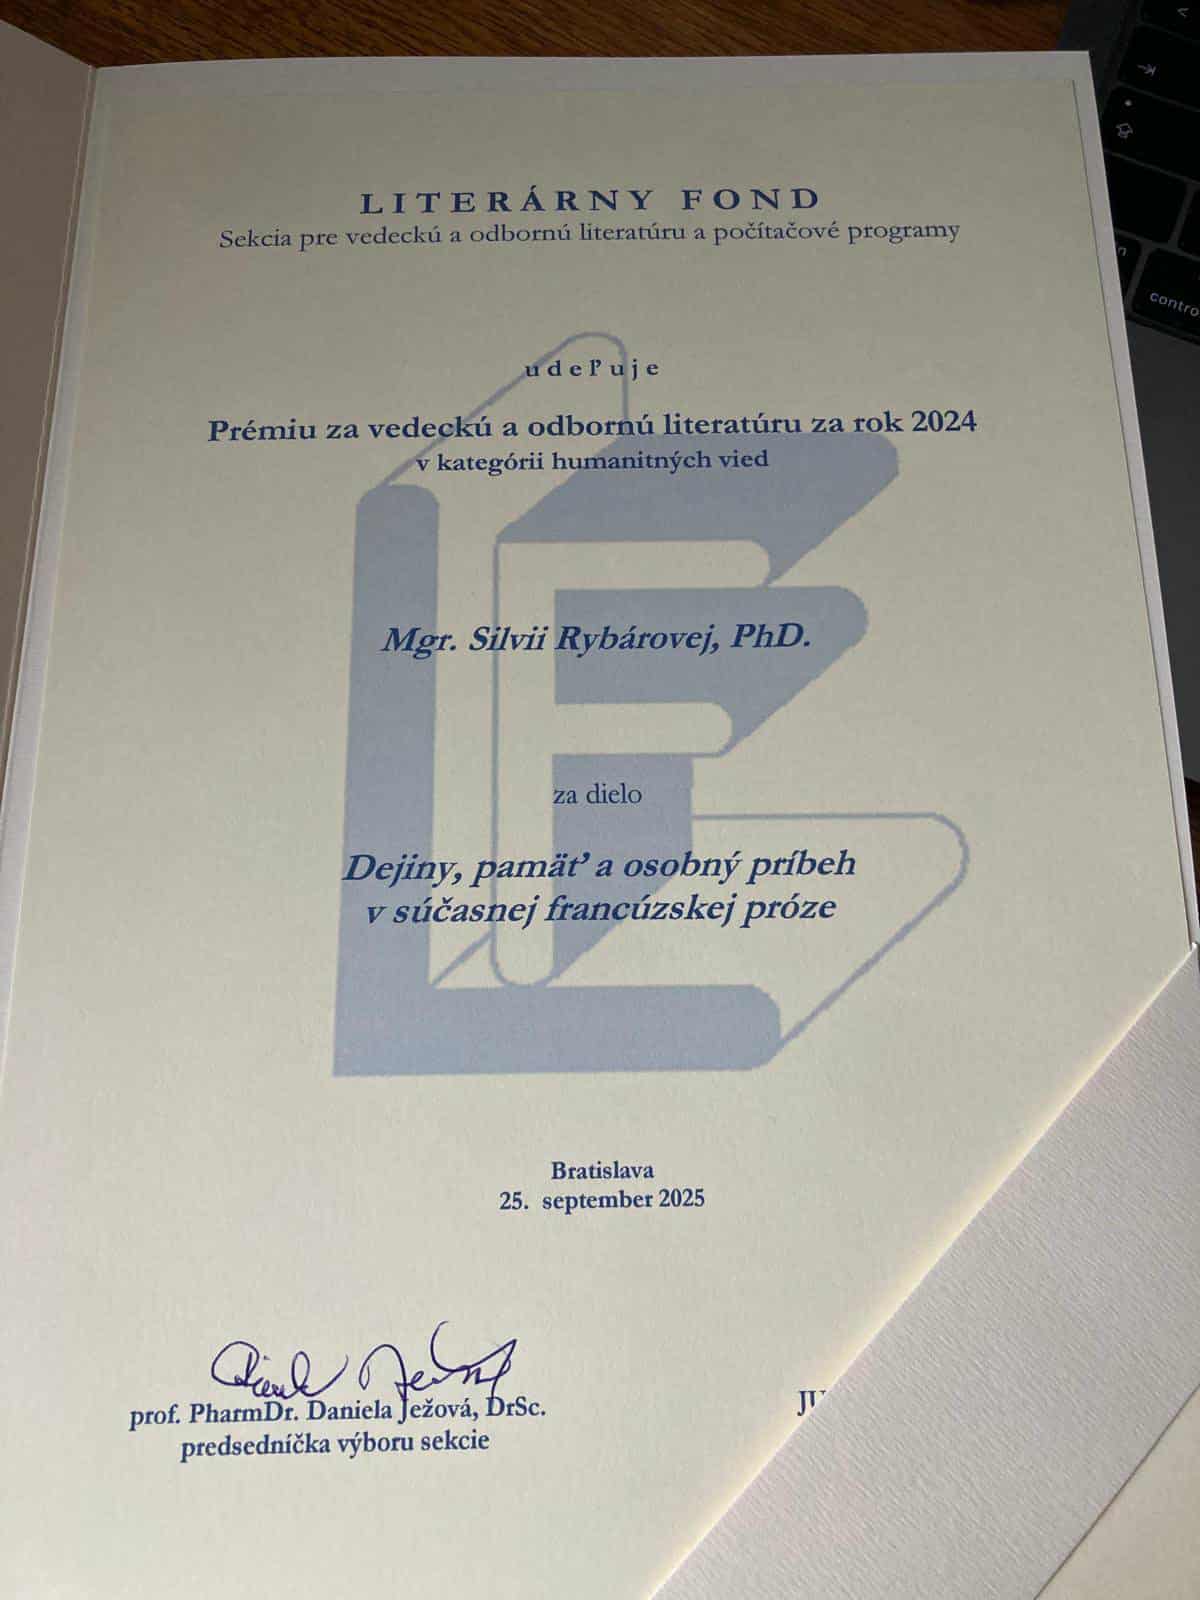 LITERÁRNY FOND
Sekcia pre vedeckú a odbornú literatúru a počítačové programy
udeľuje
Prémiu za vedeckú a odbornú literatúru za rok 2024
v kategórii humanitných vied
Mgr. Silvii Rybárovej, PhD.
za dielo
Dejiny, pamäť a osobný príbeh
v súčasnej francúzskej próze
Bratislava
25. september 2025
prof. PharmDr. Daniela Ježová, DrSc.
predsedníčka výboru sekcie